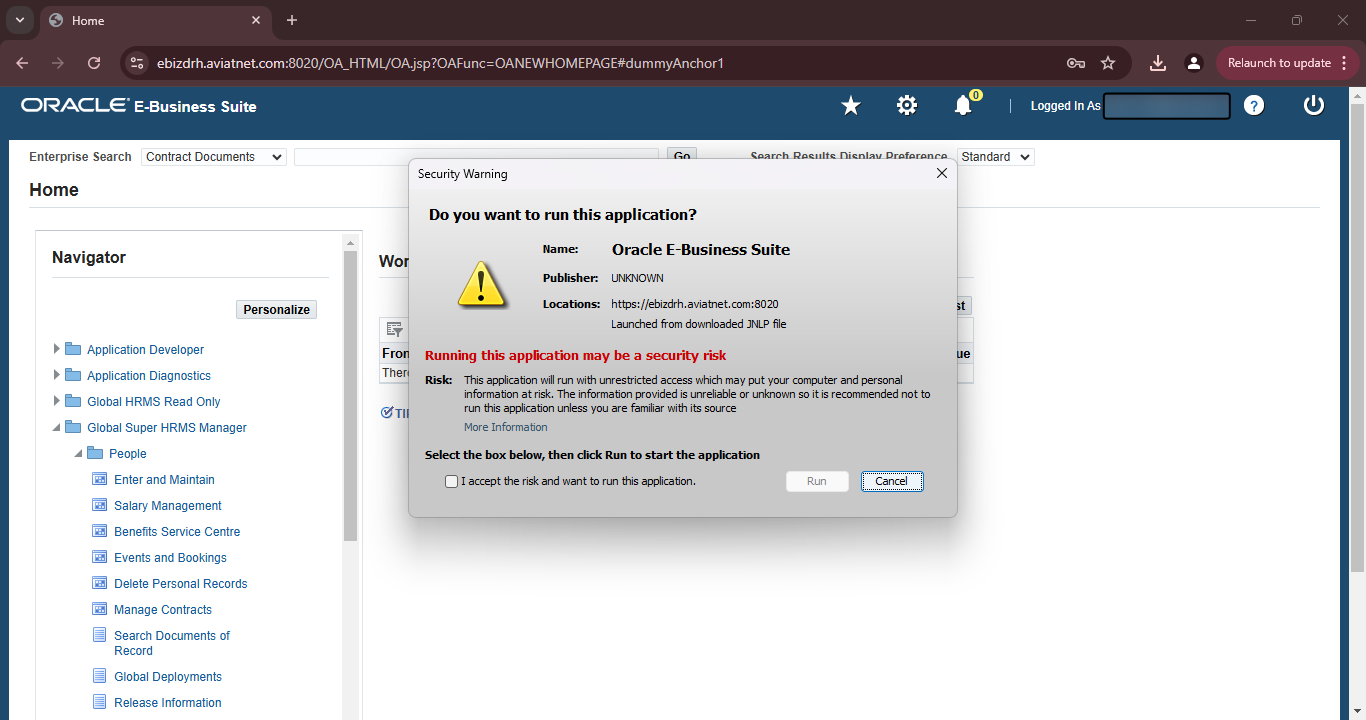 Home
ebizdrh.aviatnet.com:8020/OA_HTML/OA.jsp?OAFunc=OANEWHOMEPAGE#dummyAnchor1
Relaunch to update
ORACLE E-Business Suite
0
Logged In As
?
Enterprise Search
Contract Documents
Go
Search Results Display Preference
Standard
Home
Navigator
Personalize
Application Developer
Application Diagnostics
Global HRMS Read Only
Global Super HRMS Manager
People
Enter and Maintain
Salary Management
Benefits Service Centre
Events and Bookings
Delete Personal Records
Manage Contracts
Search Documents of
Record
Global Deployments
Release Information
Wor
st
Fron
ue
Ther
TI
Security Warning
Do you want to run this application?
Name: Oracle E-Business Suite
Publisher: UNKNOWN
Locations: https://ebizdrh.aviatnet.com:8020
Launched from downloaded JNLP file
Running this application may be a security risk
Risk: This application will run with unrestricted access which may put your computer and personal
information at risk. The information provided is unreliable or unknown so it is recommended not to
run this application unless you are familiar with its source
More Information
Select the box below, then click Run to start the application
I accept the risk and want to run this application.
Run
Cancel